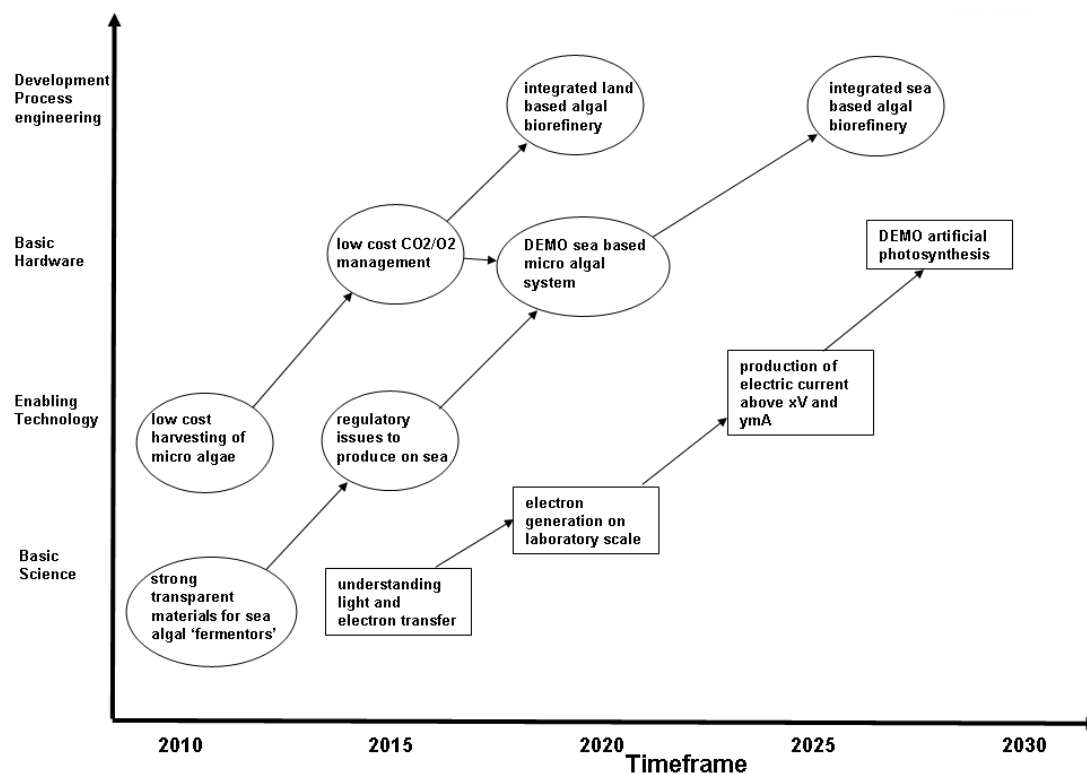 Development
Process
engineering
integrated land
based algal
biorefinery
integrated sea
based algal
biorefinery
Basic
Hardware
low cost CO2/O2
management
DEMO sea based
micro algal
system
DEMO artificial
photosynthesis
Enabling
Technology
low cost
harvesting of
micro algae
regulatory
issues to
produce on sea
production of
electric current
above xV and
ymA
Basic
Science
strong
transparent
materials for sea
algal ‘fermentors’
understanding
light and
electron transfer
electron
generation on
laboratory scale
2010
2015
2020
2025
2030
Timeframe